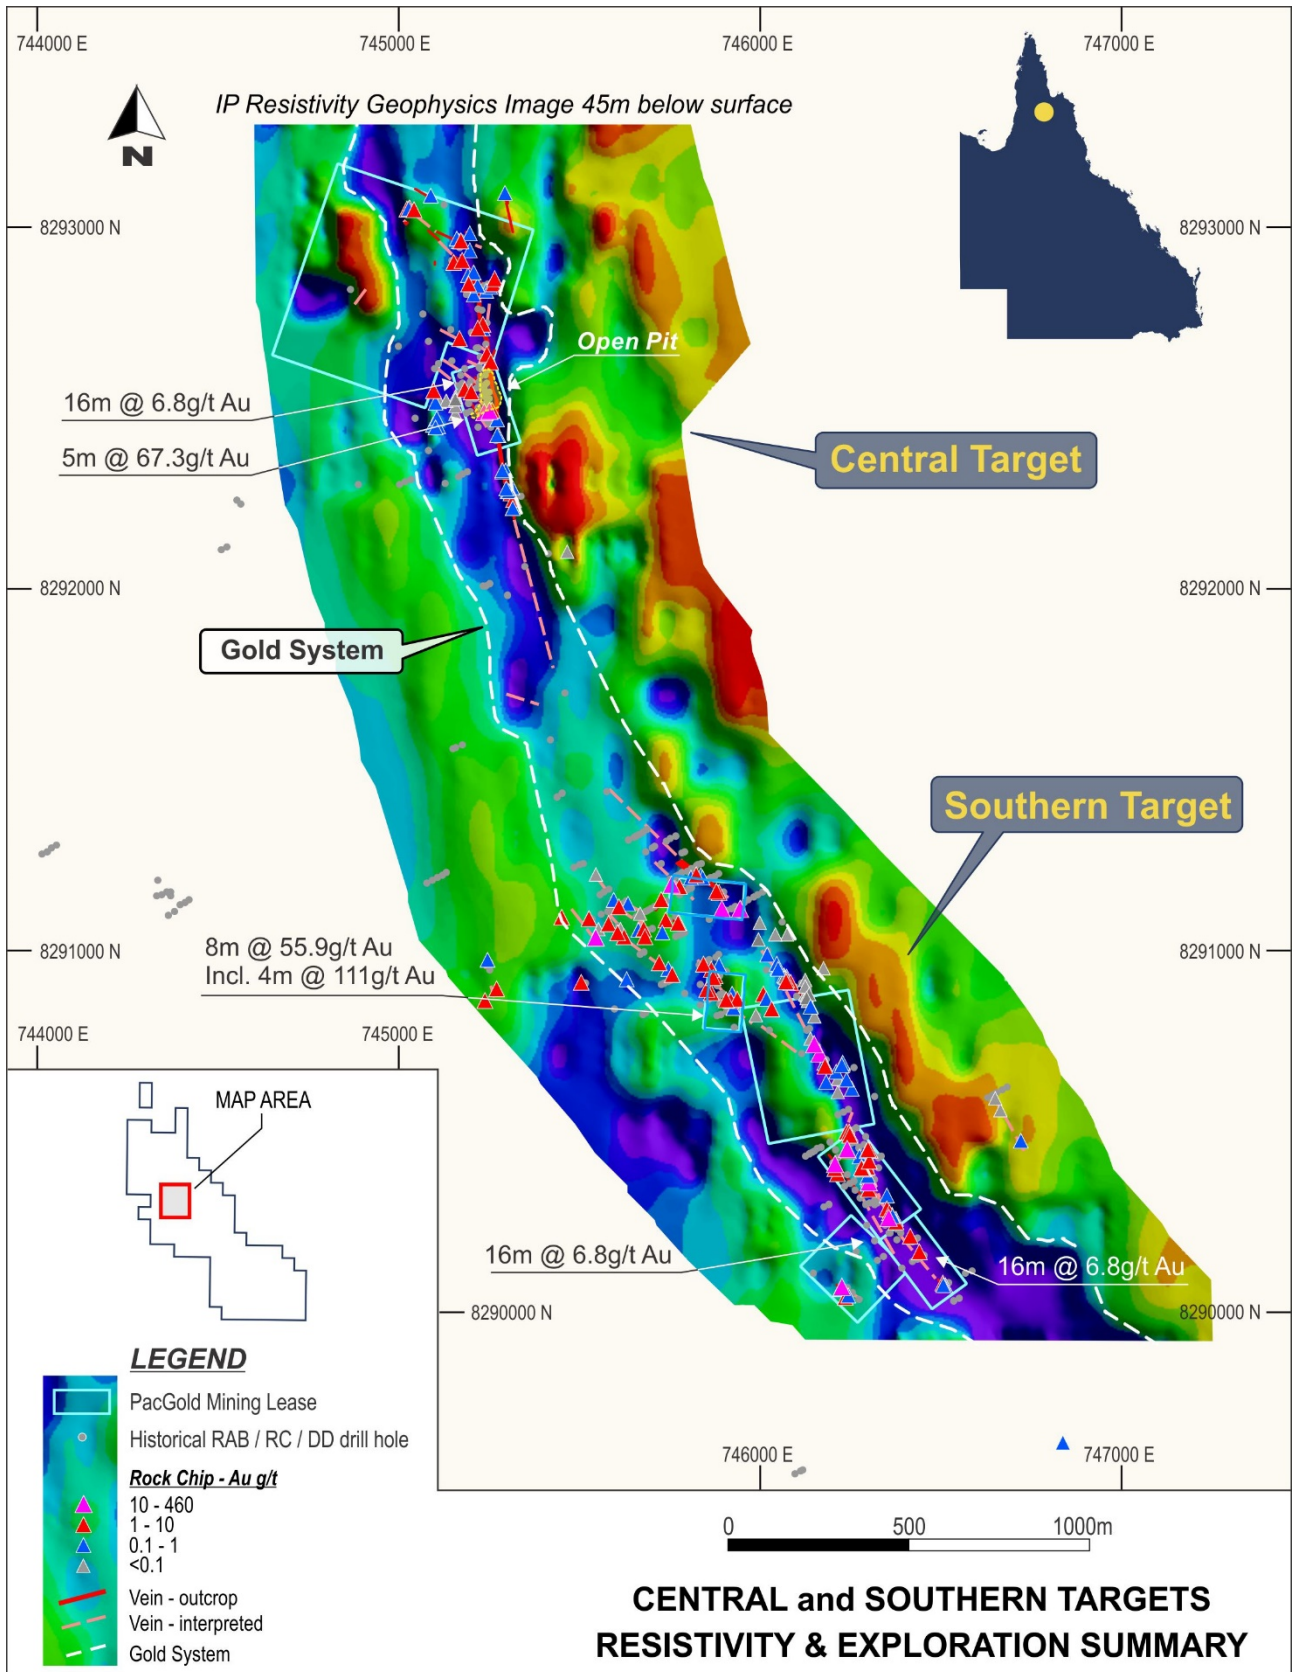 744000 E
745000 E
746000 E
747000 E
IP Resistivity Geophysics Image 45m below surface
N
8293000 N
8293000 N
Open Pit
16m @ 6.8g/t Au
5m @ 67.3g/t Au
Central Target
8292000 N
8292000 N
Gold System
Southern Target
8m @ 55.9g/t Au
Incl. 4m @ 111g/t Au
8291000 N
8291000 N
744000 E
745000 E
MAP AREA
16m @ 6.8g/t Au
16m @ 6.8g/t Au
8290000 N
8290000 N
LEGEND
PacGold Mining Lease
Historical RAB / RC / DD drill hole
Rock Chip - Au g/t
10 - 460
1 - 10
0.1 - 1
<0.1
Vein - outcrop
Vein - interpreted
Gold System
746000 E
747000 E
0
500
1000m
CENTRAL and SOUTHERN TARGETS
RESISTIVITY & EXPLORATION SUMMARY